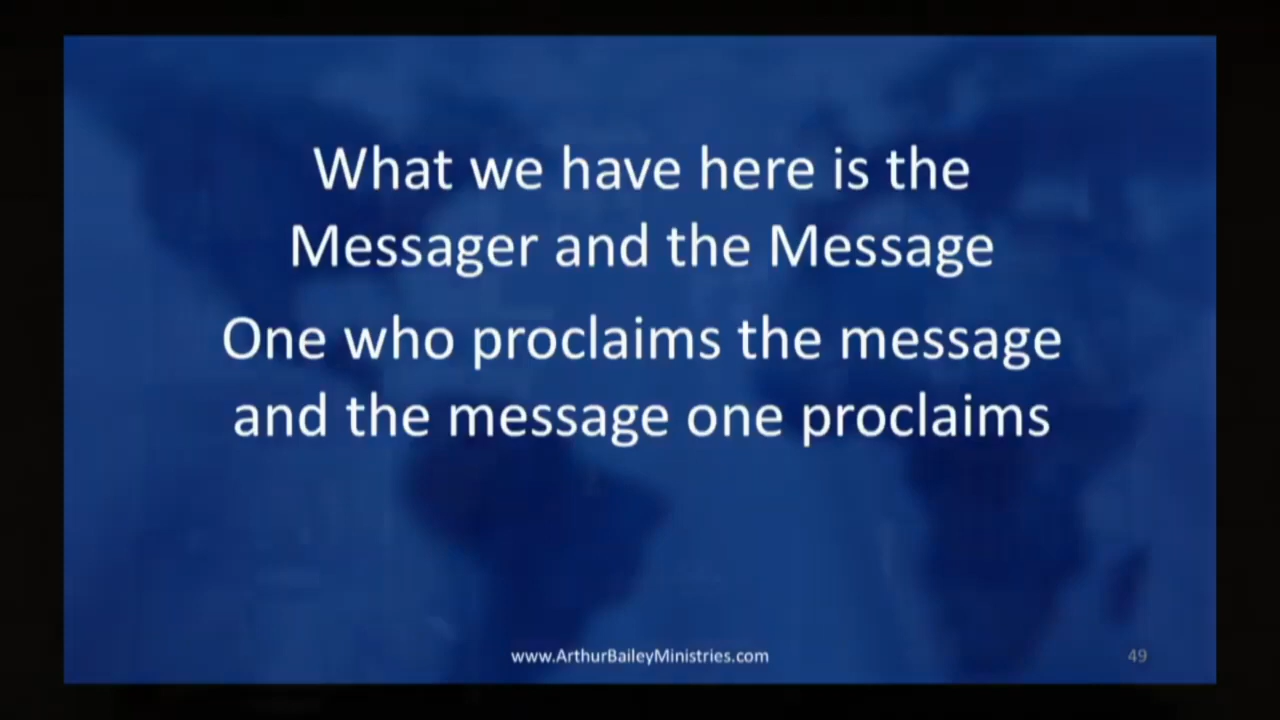 What we have here is the
Messager and the Message
One who proclaims the message
and the message one proclaims
www.ArthurBaileyMinistries.com
49